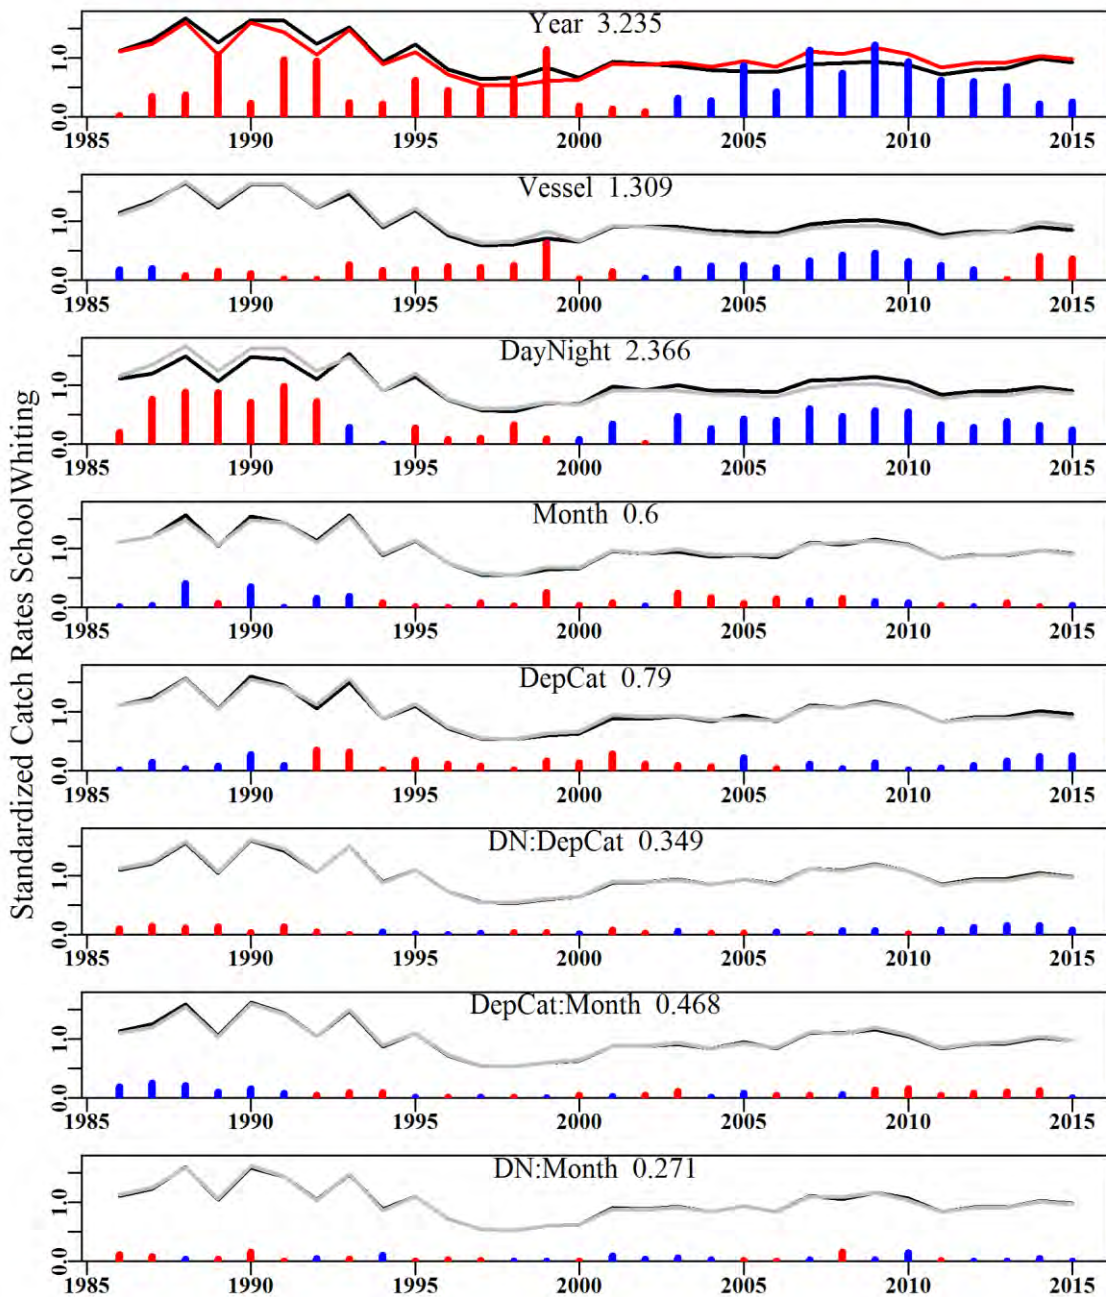 Standardized Catch Rates SchoolWhiting
Year 3.235
0.0 1.0
1985 1990 1995 2000 2005 2010 2015
Vessel 1.309
0.0 1.0
1985 1990 1995 2000 2005 2010 2015
DayNight 2.366
0.0 1.0
1985 1990 1995 2000 2005 2010 2015
Month 0.6
0.0 1.0
1985 1990 1995 2000 2005 2010 2015
DepCat 0.79
0.0 1.0
1985 1990 1995 2000 2005 2010 2015
DN:DepCat 0.349
0.0 1.0
1985 1990 1995 2000 2005 2010 2015
DepCat:Month 0.468
0.0 1.0
1985 1990 1995 2000 2005 2010 2015
DN:Month 0.271
0.0 1.0
1985 1990 1995 2000 2005 2010 2015